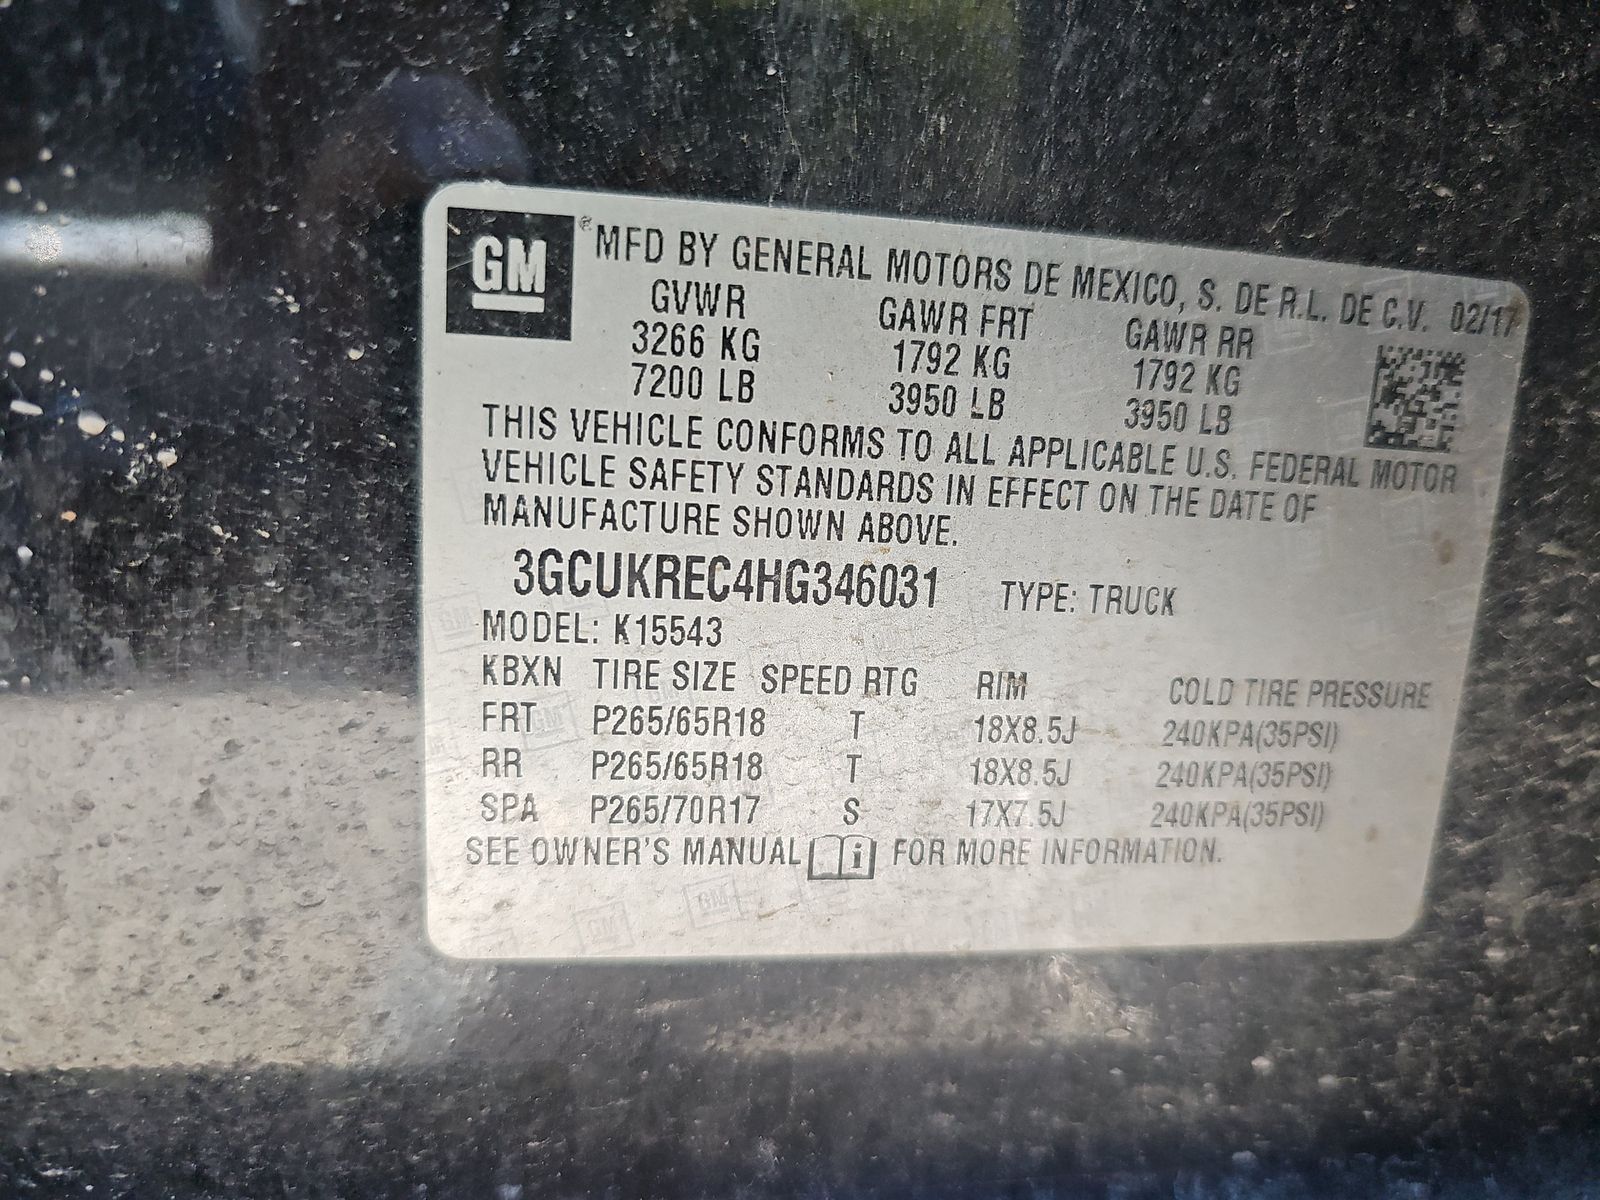 GM ® MFD BY GENERAL MOTORS DE MEXICO, S. DE R.L. DE C.V. 02/17
GVWR GAWR FRT GAWR RR
3266 KG 1792 KG 1792 KG
7200 LB 3950 LB 3950 LB
THIS VEHICLE CONFORMS TO ALL APPLICABLE U.S. FEDERAL MOTOR
VEHICLE SAFETY STANDARDS IN EFFECT ON THE DATE OF
MANUFACTURE SHOWN ABOVE.
3GCUKREC4HG346031 TYPE: TRUCK
MODEL: K15543
KBXN TIRE SIZE SPEED RTG RIM COLD TIRE PRESSURE
FRT P265/65R18 T 18X8.5J 240KPA(35PSI)
RR P265/65R18 T 18X8.5J 240KPA(35PSI)
SPA P265/70R17 S 17X7.5J 240KPA(35PSI)
SEE OWNER'S MANUAL i FOR MORE INFORMATION.